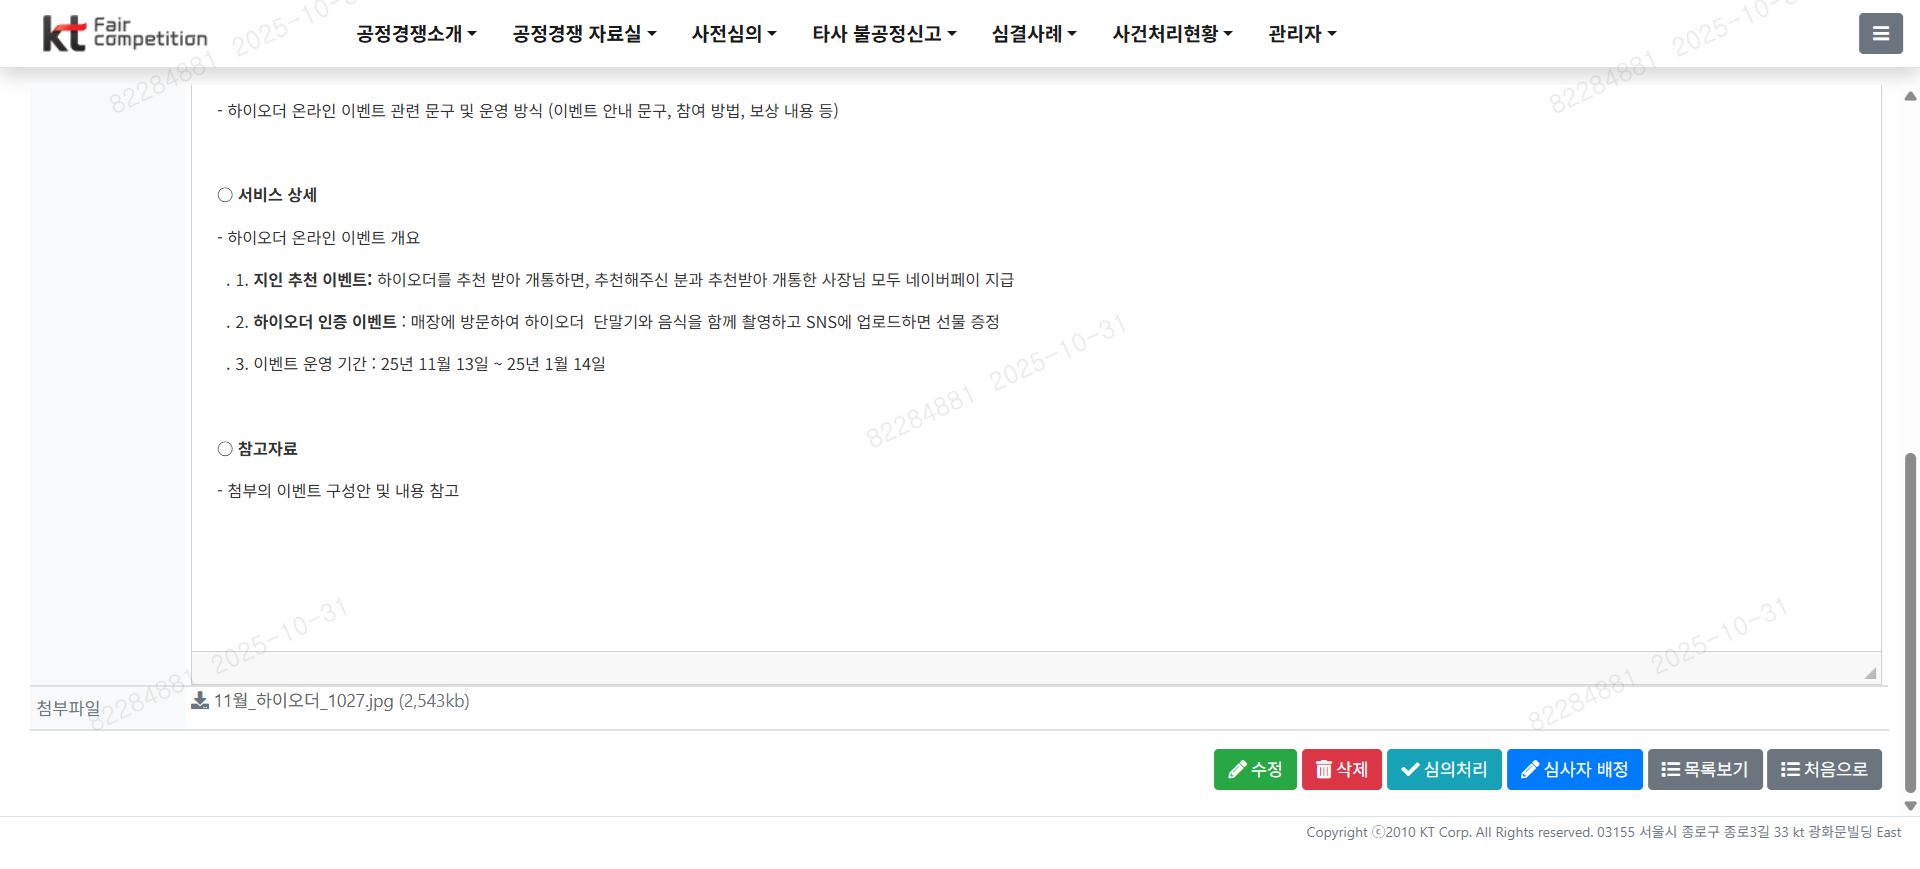 kt Fair competition
공정경쟁소개 공정경쟁 자료실 사전심의 타사 불공정신고 심결사례 사건처리현황 관리자
- 하이오더 온라인 이벤트 관련 문구 및 운영 방식 (이벤트 안내 문구, 참여 방법, 보상 내용 등)
○ 서비스 상세
- 하이오더 온라인 이벤트 개요
. 1. 지인 추천 이벤트: 하이오더를 추천 받아 개통하면, 추천해주신 분과 추천받아 개통한 사장님 모두 네이버페이 지급
. 2. 하이오더 인증 이벤트 : 매장에 방문하여 하이오더  단말기와 음식을 함께 촬영하고 SNS에 업로드하면 선물 증정
. 3. 이벤트 운영 기간 : 25년 11월 13일 ~ 25년 1월 14일
○ 참고자료
- 첨부의 이벤트 구성안 및 내용 참고
첨부파일 11월_하이오더_1027.jpg (2,543kb)
수정 삭제 심의처리 심사자 배정 목록보기 처음으로
Copyright ⓒ2010 KT Corp. All Rights reserved. 03155 서울시 종로구 종로3길 33 kt 광화문빌딩 East
82284881 2025-10-31
82284881 2025-10-31
82284881 2025-10-31
82284881 2025-10-31
82284881 2025-10-31